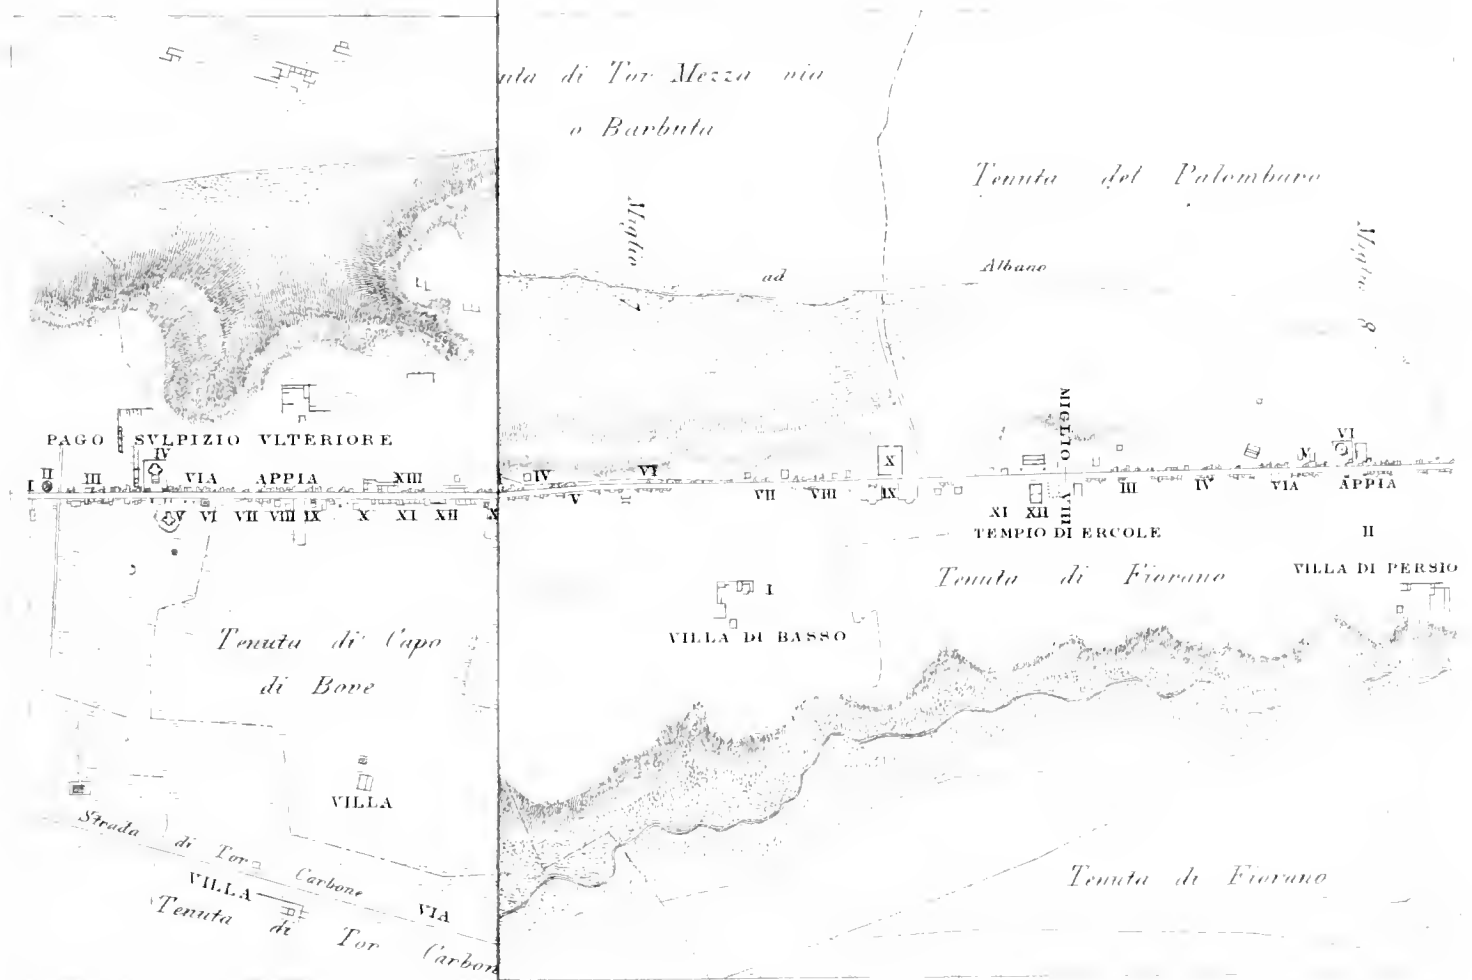 nta di Tor Mezza via
o Barbuta
Tenuta del Palombaro
Miglio 7
Miglio 8
ad Albano
MIGLIO VIII
PAGO SVLPIZIO VLTERIORE
I II III IV VIA APPIA XIII
V VI VII VIII IX X XI XII X
IV VI
V VII VIII IX
X
XI XII
TEMPIO DI ERCOLE
V VI
III IV VIA APPIA
II
VILLA DI PERSIO
Tenuta di Fiorano
I
VILLA DI BASSO
Tenuta di Capo
di Bove
VILLA
Strada di Tor Carbone
VILLA
VIA
Tenuta di Tor Carbon
Tenuta di Fiorano